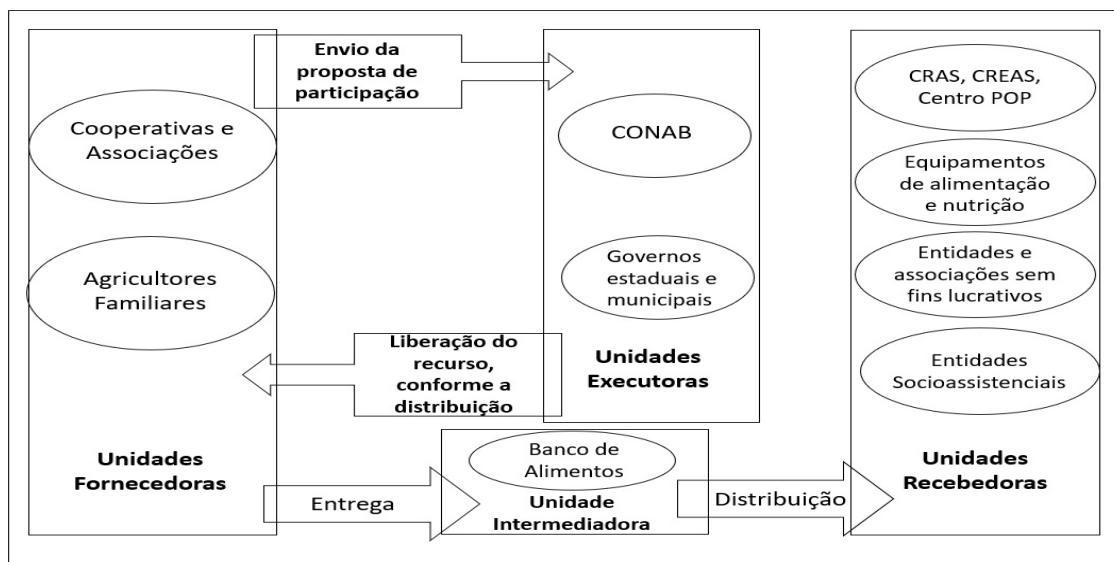 Cooperativas e
Associações
Agricultores
Familiares
Unidades
Fornecedoras
Envio da
proposta de
participação
CONAB
Governos
estaduais e
municipais
Unidades
Executoras
Liberação do
recurso,
conforme a
distribuição
Entrega
Banco de
Alimentos
Unidade
Intermediadora
Distribuição
CRAS, CREAS,
Centro POP
Equipamentos
de alimentação
e nutrição
Entidades e
associações sem
fins lucrativos
Entidades
Socioassistenciais
Unidades
Recebedoras